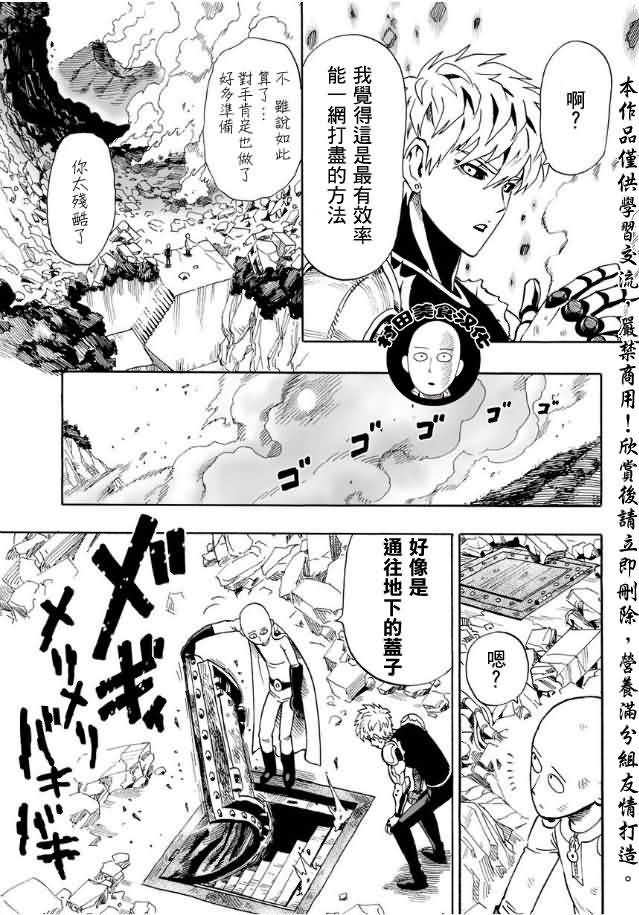 啊？
我覺得這是最有效率
能一網打盡的方法
不 雖說如此
算了…
對手肯定也做了
好多準備
你太殘酷了
村田美食汉化
ゴゴゴゴゴ
嗯？
好像是
通往地下的蓋子
ズギギィ
メリメリメリ
バキバキ
本作品僅供學習交流，嚴禁商用！欣賞後請立即刪除，營養滿分組友情打造。